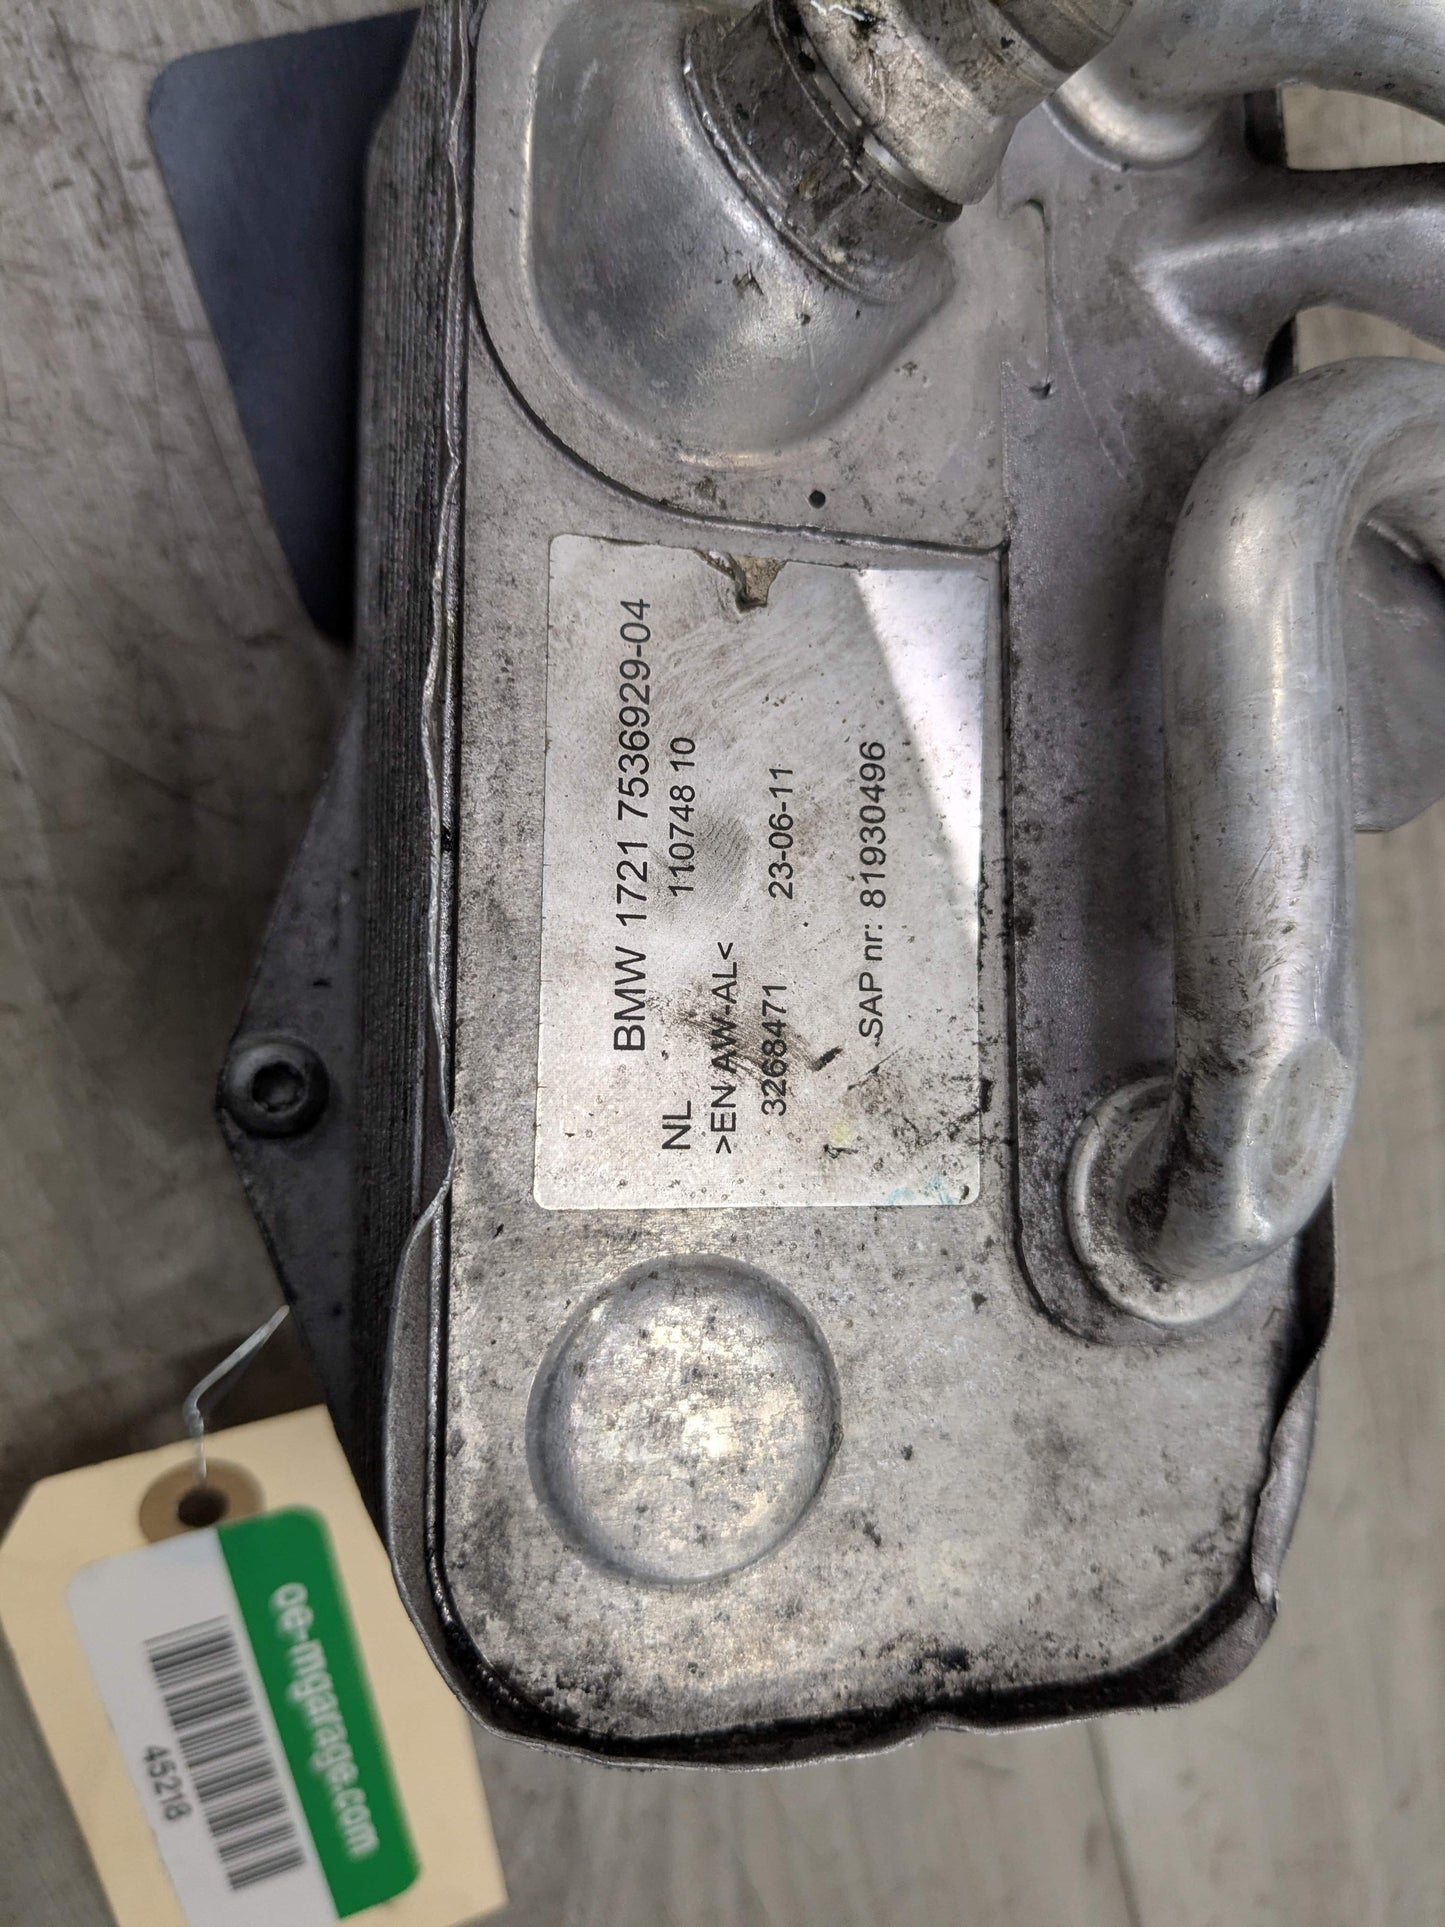 BMW 1721 7536929-04
NL 110748 10
>EN AW-AL<
3268471 23-06-11
SAP nr: 81930496
oe-mgarage.com
45218